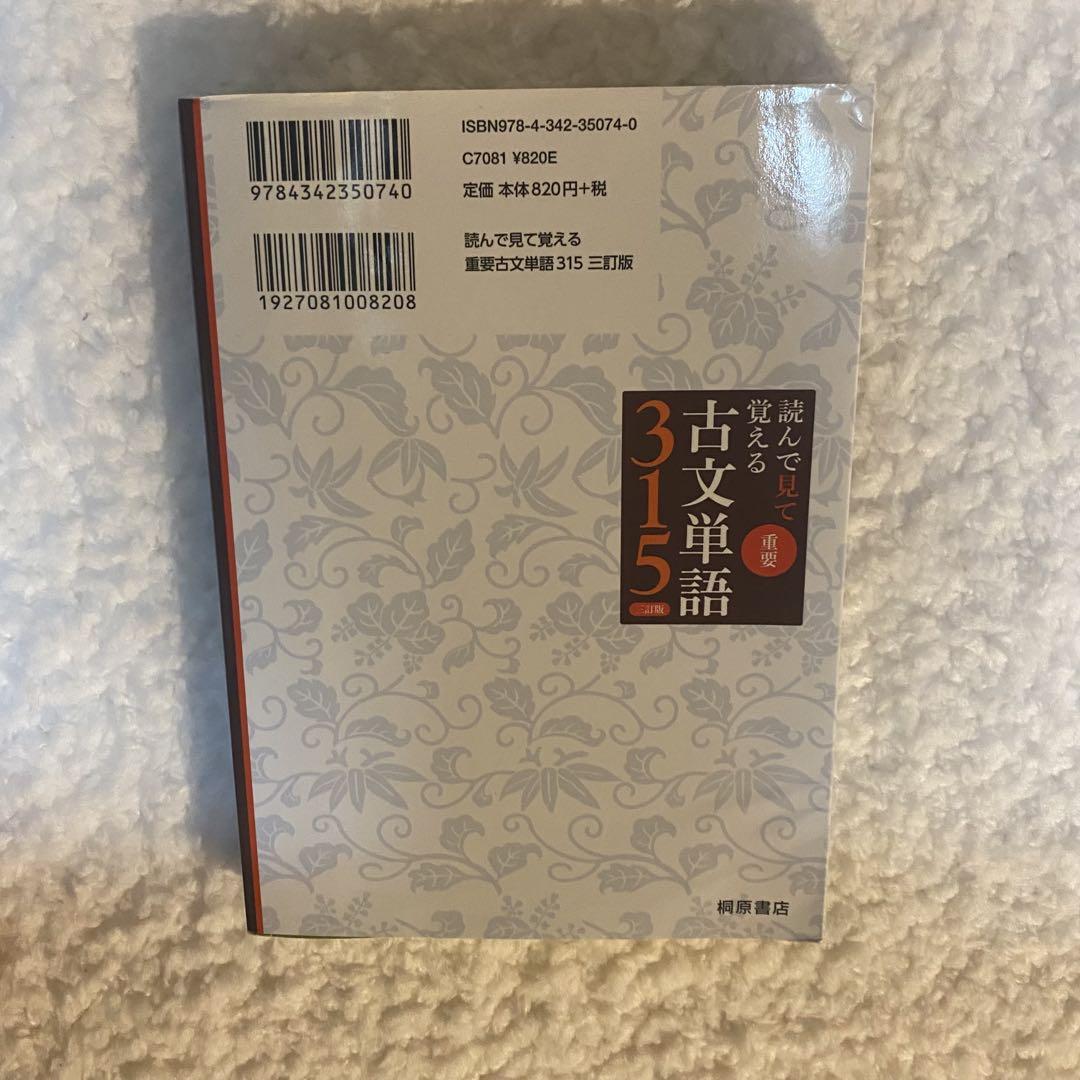 9784342350740
ISBN978-4-342-35074-0
C7081 ¥820E
定価 本体820円+税
1927081008208
読んで見て覚える
重要古文単語315 三訂版
読んで見て
覚える
重要
古文単語
315
三訂版
桐原書店